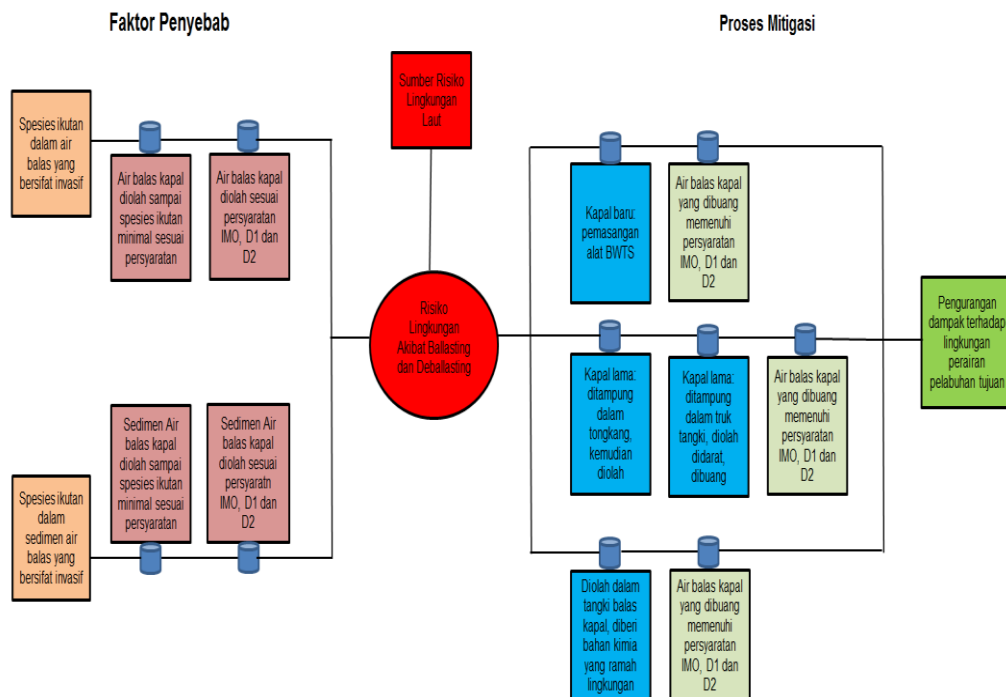 Faktor Penyebab
Proses Mitigasi
Sumber Risiko
Lingkungan
Laut
Spesies ikutan
dalam air
balas yang
bersifat invasif
Air balas kapal
diolah sampai
spesies ikutan
minimal sesuai
persyaratan
Air balas kapal
diolah sesuai
persyaratan
IMO, D1 dan
D2
Kapal baru:
pemasangan
alat BWTS
Air balas kapal
yang dibuang
memenuhi
persyaratan
IMO, D1 dan
D2
Risiko
Lingkungan
Akibat Ballasting
dan Deballasting
Kapal lama:
ditampung
dalam
tongkang,
kemudian
diolah
Kapal lama:
ditampung
dalam truk
tangki, diolah
didarat,
dibuang
Air balas kapal
yang dibuang
memenuhi
persyaratan
IMO, D1 dan
D2
Pengurangan
dampak terhadap
lingkungan
perairan
pelabuhan tujuan
Spesies ikutan
dalam
sedimen air
balas yang
bersifat invasif
Sedimen Air
balas kapal
diolah sampai
spesies ikutan
minimal sesuai
persyaratan
Sedimen Air
balas kapal
diolah sesuai
persyaratn
IMO, D1 dan
D2
Diolah dalam
tangki balas
kapal, diberi
bahan kimia
yang ramah
lingkungan
Air balas kapal
yang dibuang
memenuhi
persyaratan
IMO, D1 dan
D2